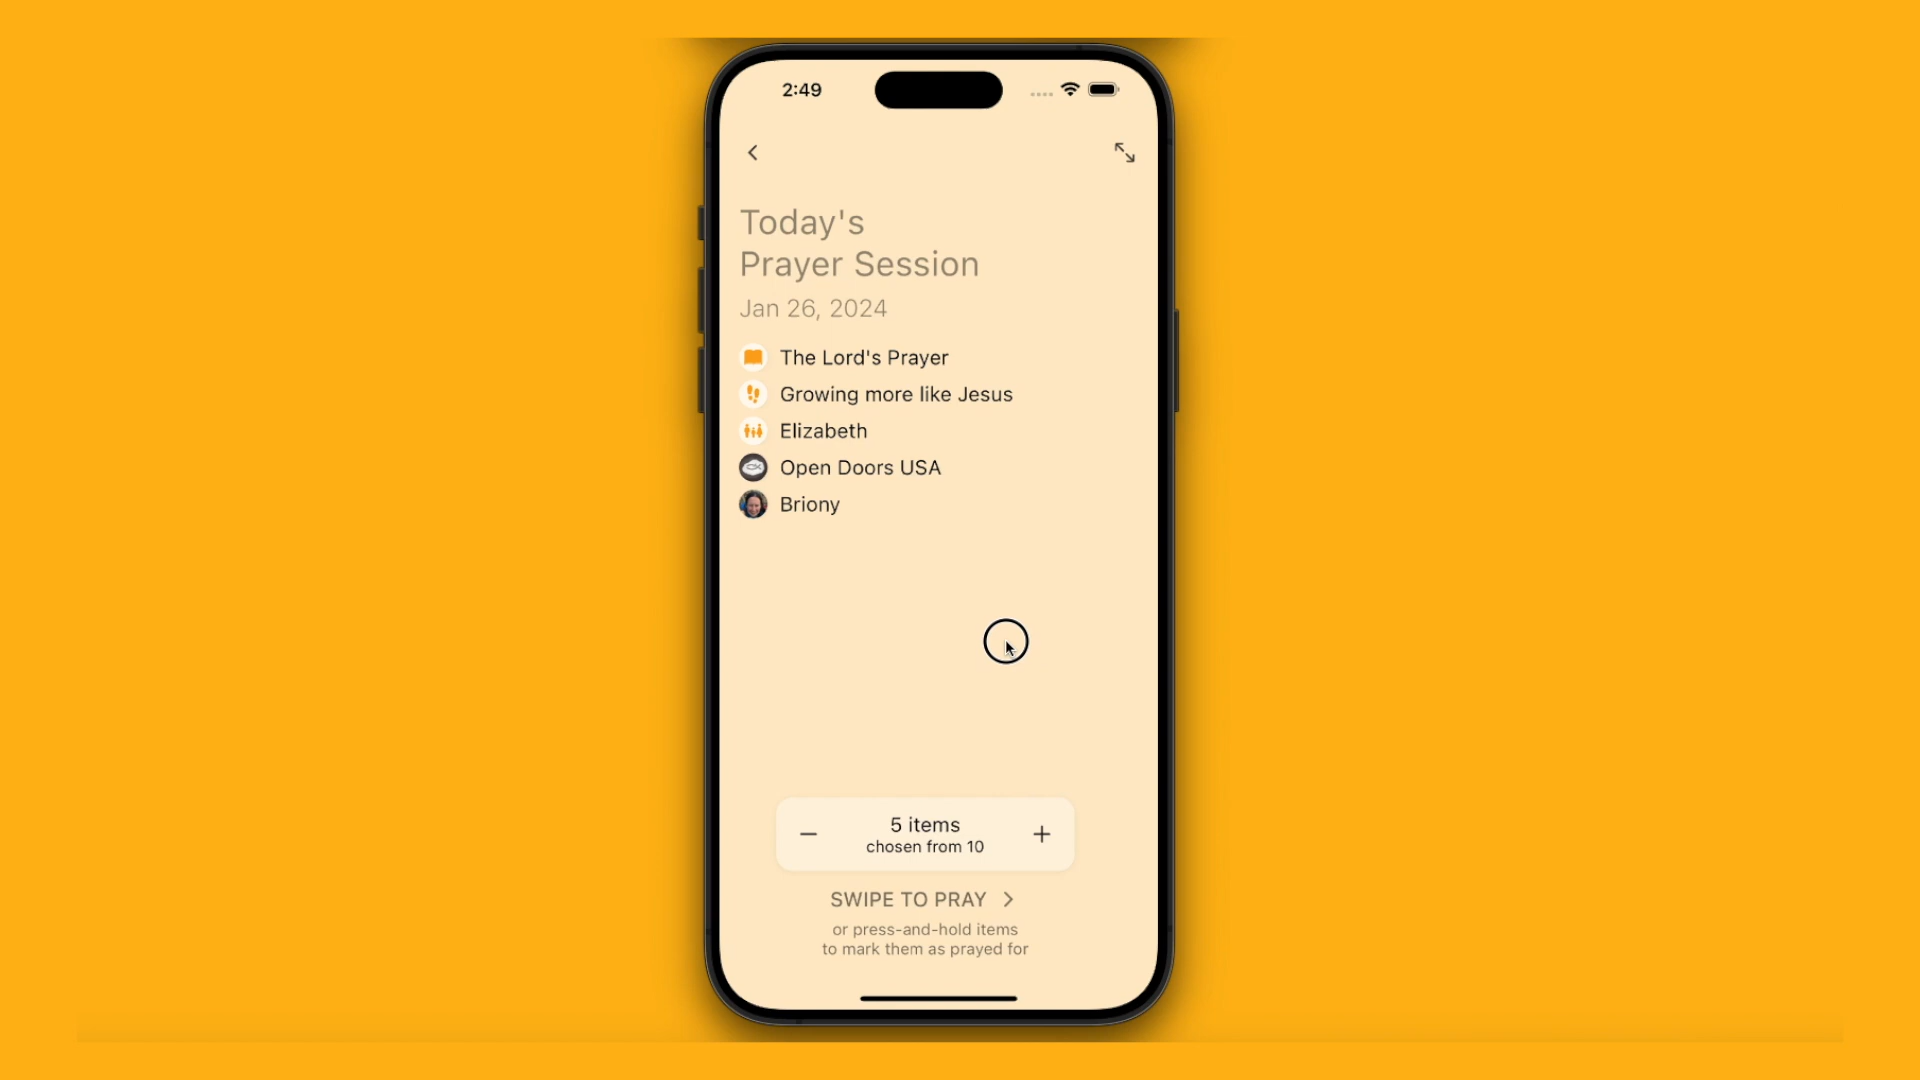 2:49
Today's
Prayer Session
Jan 26, 2024
The Lord's Prayer
Growing more like Jesus
Elizabeth
Open Doors USA
Briony
5 items
chosen from 10
SWIPE TO PRAY
or press-and-hold items
to mark them as prayed for